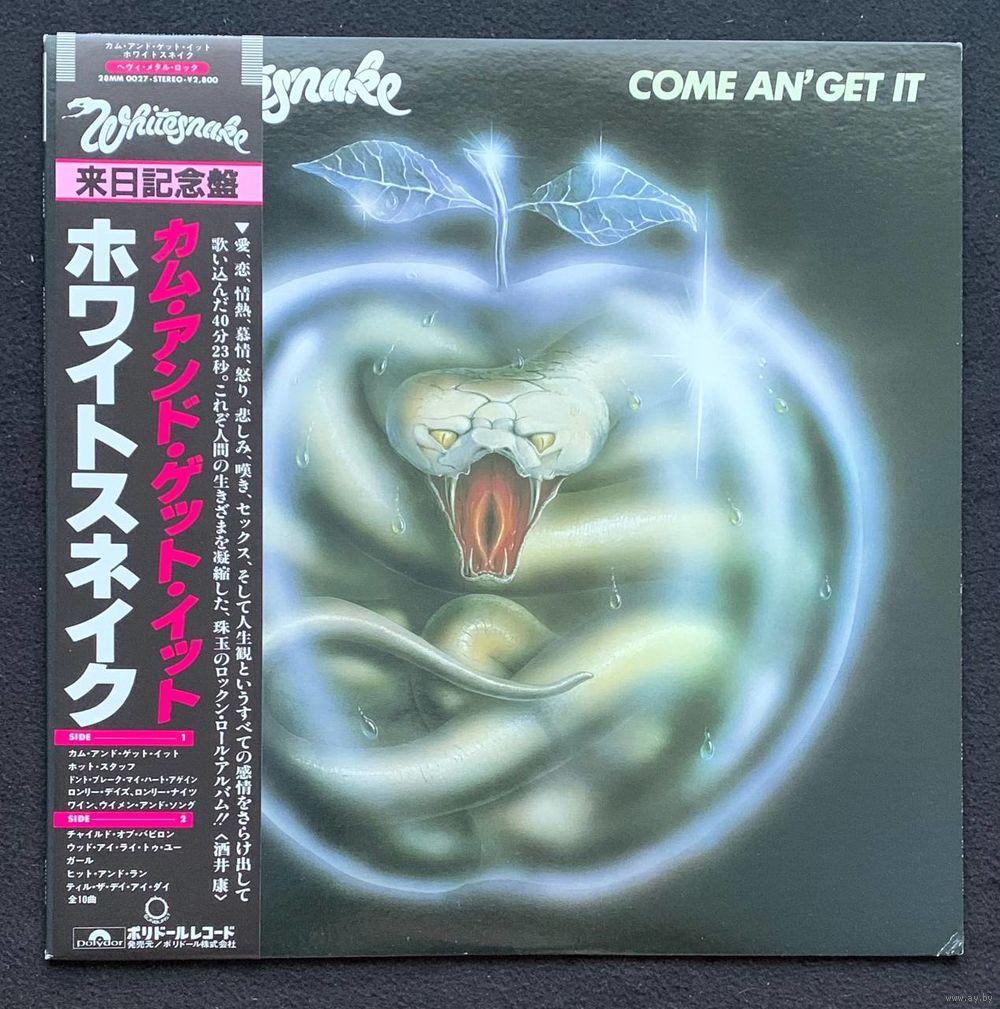 カム・アンド・ゲット・イット
ホワイトスネイク
ヘヴィ・メタル・ロック
28MM 0027-STEREO-¥2,800
Whitesnake
来日記念盤
カム・アンド・ゲット・イット
ホワイトスネイク
▼愛、恋、情熱、慕情、怒り、悲しみ、嘆き、セックス、そして人生観というすべての感情をさらけ出して
歌い込んだ40分23秒。これぞ人間の生きざまを凝縮した、珠玉のロックン・ロール・アルバム!!〈酒井 康〉
SIDE 1
カム・アンド・ゲット・イット
ホット・スタッフ
ドント・ブレーク・マイ・ハート・アゲイン
ロンリー・デイズ、ロンリー・ナイツ
ワイン、ウイメン・アンド・ソング
SIDE 2
チャイルド・オブ・バビロン
ウッド・アイ・ライ・トゥ・ユー
ガール
ヒット・アンド・ラン
ティル・ザ・デイ・アイ・ダイ
全10曲
SUNBURST
polydor
ポリドールレコード
発売元/ポリドール株式会社
esnake
COME AN' GET IT
www.ay.by